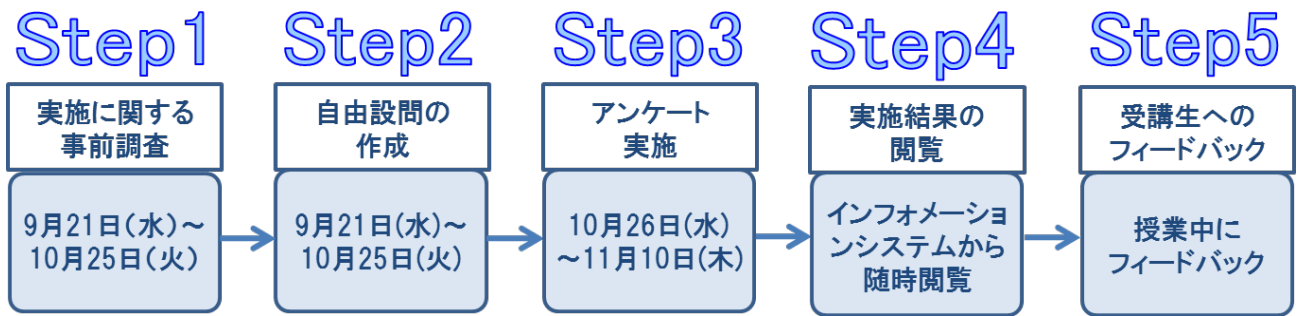 Step1
実施に関する
事前調査
9月21日(水)～
10月25日(火)
Step2
自由設問の
作成
9月21日(水)～
10月25日(火)
Step3
アンケート
実施
10月26日(水)
～11月10日(木)
Step4
実施結果の
閲覧
インフォメーショ
ンシステムから
随時閲覧
Step5
受講生への
フィードバック
授業中に
フィードバック